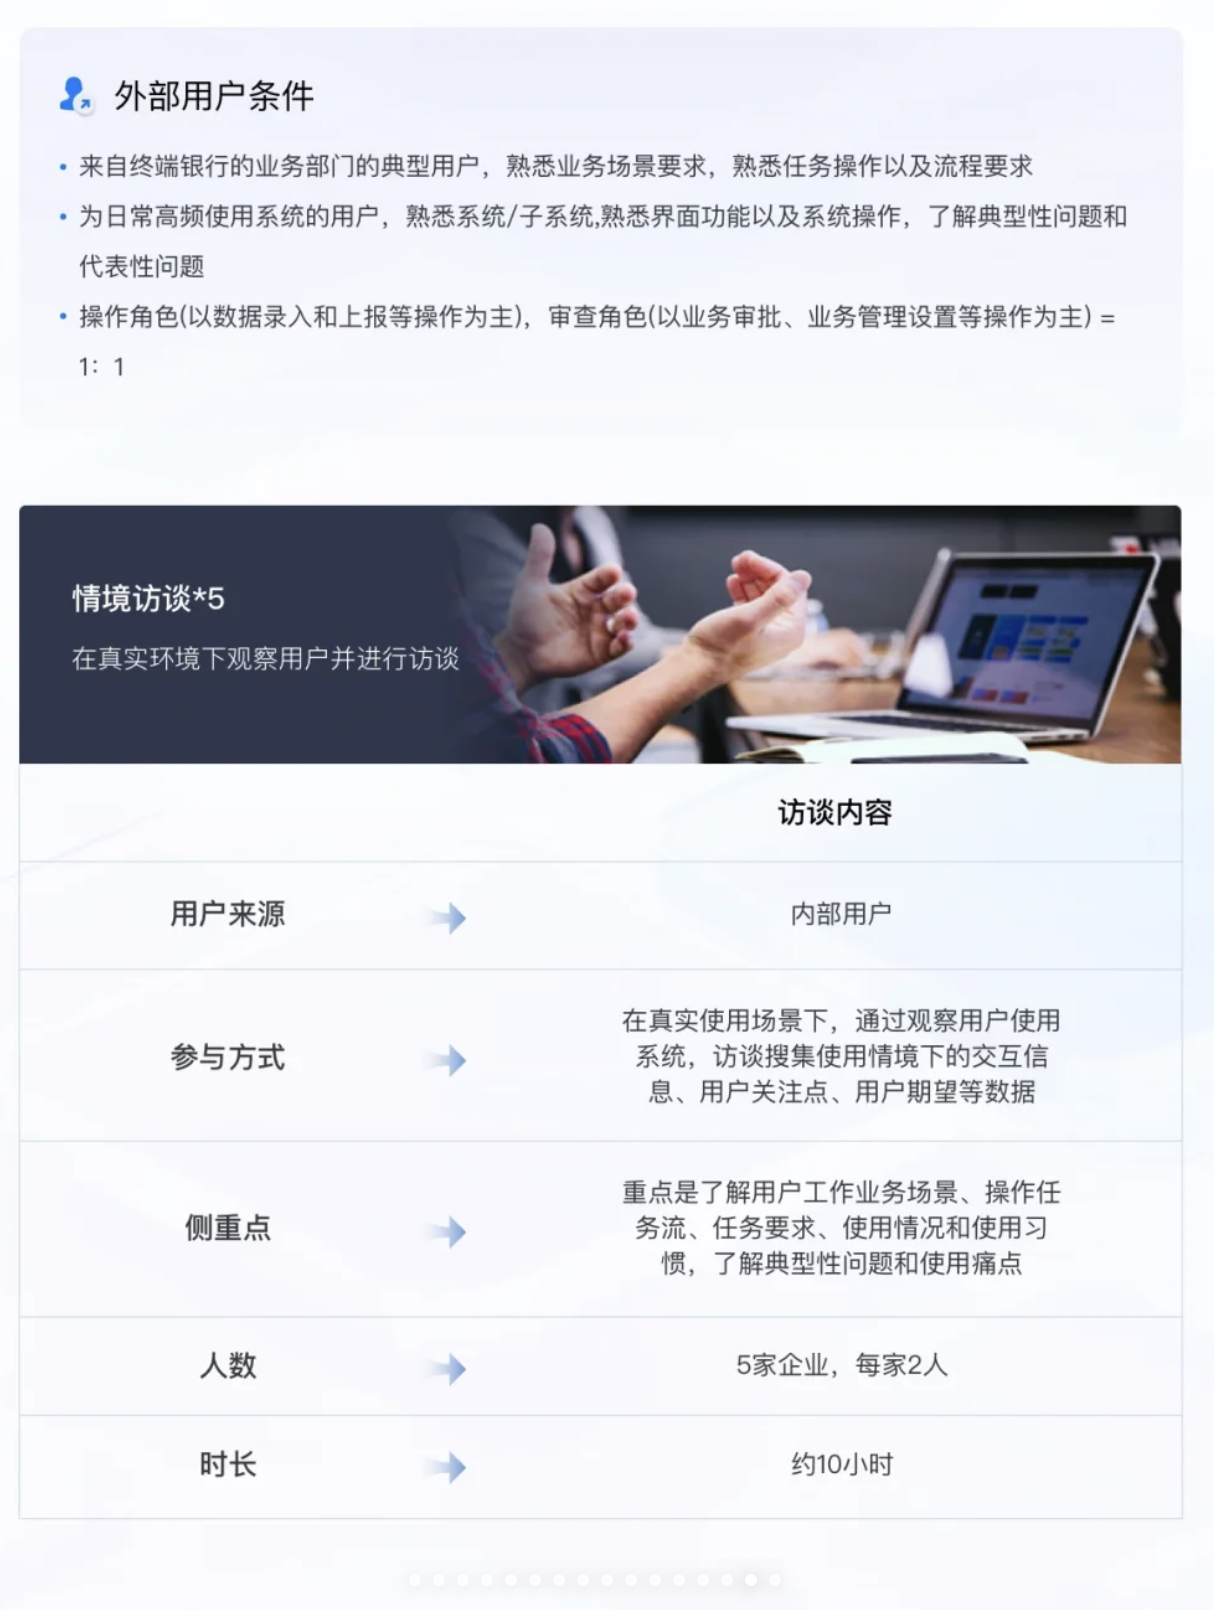 外部用户条件
• 来自终端银行的业务部门的典型用户，熟悉业务场景要求，熟悉任务操作以及流程要求
• 为日常高频使用系统的用户，熟悉系统/子系统,熟悉界面功能以及系统操作，了解典型性问题和
代表性问题
• 操作角色(以数据录入和上报等操作为主)，审查角色(以业务审批、业务管理设置等操作为主) =
1：1
情境访谈*5
在真实环境下观察用户并进行访谈
访谈内容
用户来源
内部用户
参与方式
在真实使用场景下，通过观察用户使用
系统，访谈搜集使用情境下的交互信
息、用户关注点、用户期望等数据
侧重点
重点是了解用户工作业务场景、操作任
务流、任务要求、使用情况和使用习
惯，了解典型性问题和使用痛点
人数
5家企业，每家2人
时长
约10小时